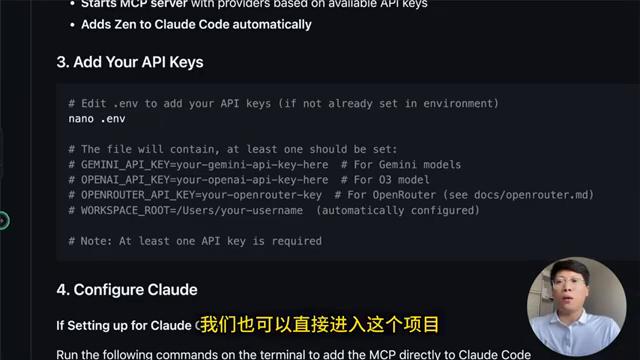 Starts MCP server with providers based on available API keys
Adds Zen to Claude Code automatically
3. Add Your API Keys
# Edit .env to add your API keys (if not already set in environment)
nano .env
# The file will contain, at least one should be set:
# GEMINI_API_KEY=your-gemini-api-key-here  # For Gemini models
# OPENAI_API_KEY=your-openai-api-key-here  # For O3 model
# OPENROUTER_API_KEY=your-openrouter-key  # For OpenRouter (see docs/openrouter.md)
# WORKSPACE_ROOT=/Users/your-username  (automatically configured)
# Note: At least one API key is required
4. Configure Claude
If Setting up for Claude
我们也可以直接进入这个项目
Run the following commands on the terminal to add the MCP directly to Claude Code